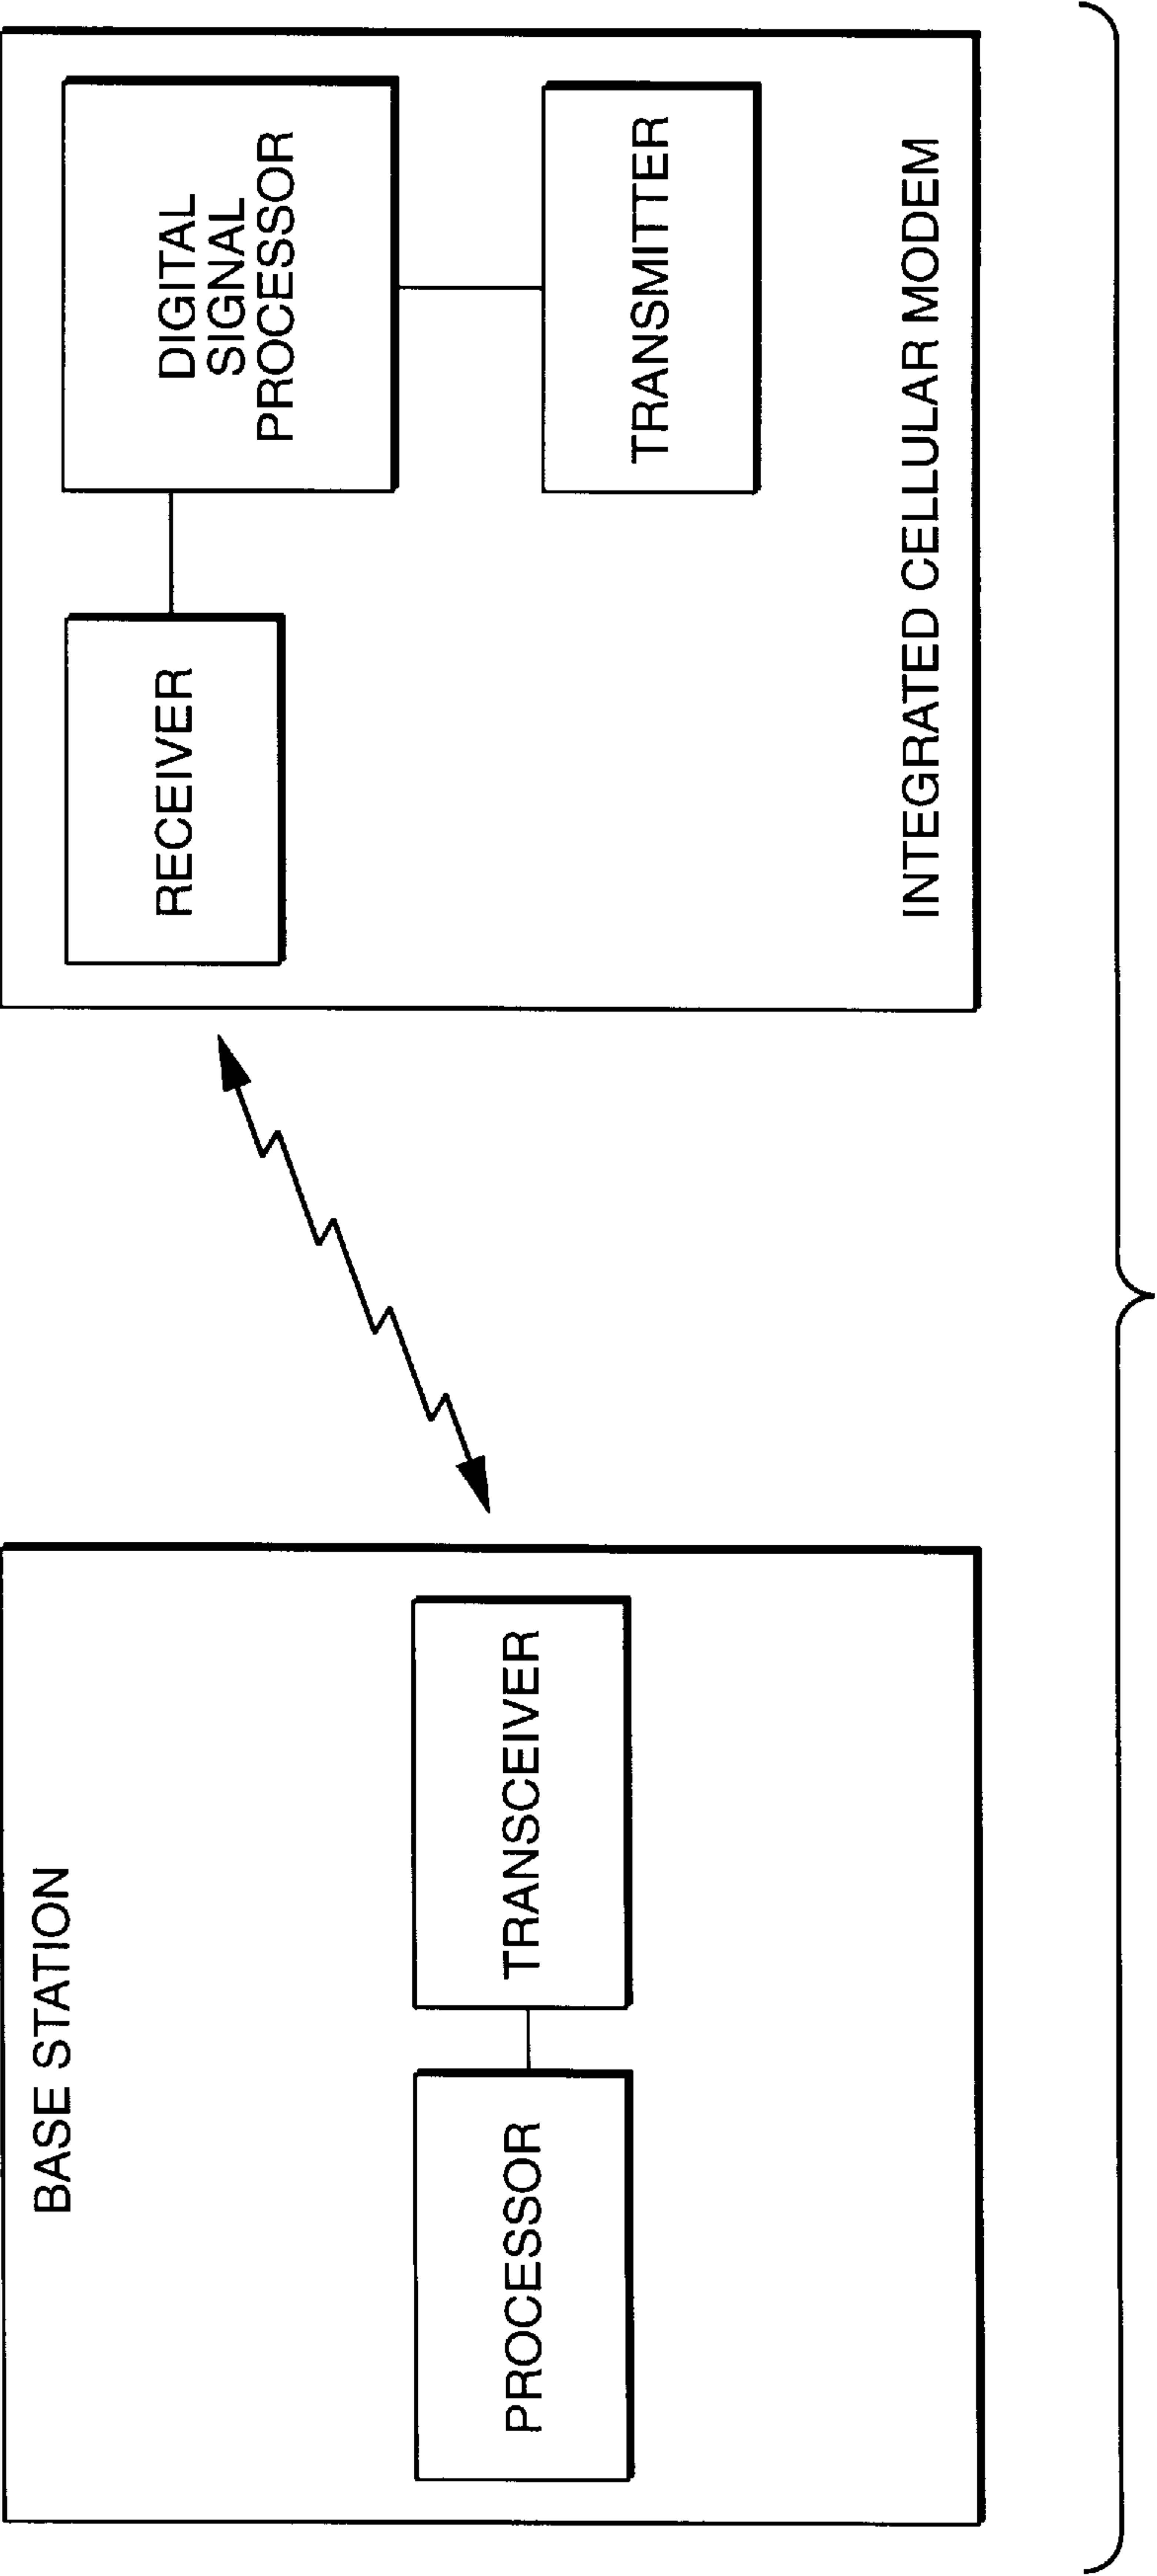 BASE STATION
PROCESSOR
TRANSCEIVER
RECEIVER
DIGITAL
SIGNAL
PROCESSOR
TRANSMITTER
INTEGRATED CELLULAR MODEM